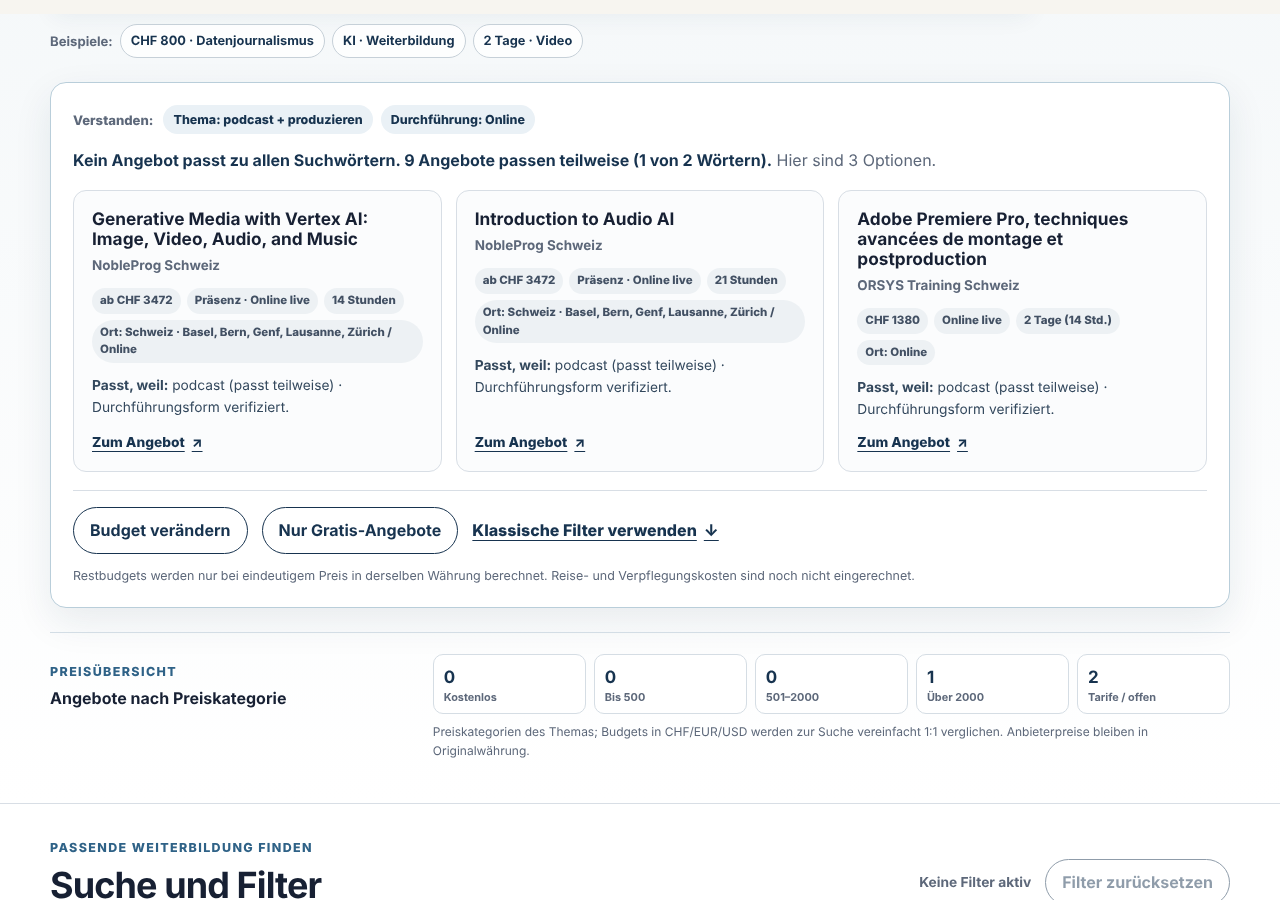 Beispiele: CHF 800 · Datenjournalismus KI · Weiterbildung 2 Tage · Video
Verstanden: Thema: podcast + produzieren Durchführung: Online
Kein Angebot passt zu allen Suchwörtern. 9 Angebote passen teilweise (1 von 2 Wörtern). Hier sind 3 Optionen.
Generative Media with Vertex AI:
Image, Video, Audio, and Music
NobleProg Schweiz
ab CHF 3472 Präsenz · Online live 14 Stunden
Ort: Schweiz · Basel, Bern, Genf, Lausanne, Zürich /
Online
Passt, weil: podcast (passt teilweise) ·
Durchführungsform verifiziert.
Zum Angebot ↗
Introduction to Audio AI
NobleProg Schweiz
ab CHF 3472 Präsenz · Online live 21 Stunden
Ort: Schweiz · Basel, Bern, Genf, Lausanne, Zürich /
Online
Passt, weil: podcast (passt teilweise) ·
Durchführungsform verifiziert.
Zum Angebot ↗
Adobe Premiere Pro, techniques
avancées de montage et
postproduction
ORSYS Training Schweiz
CHF 1380 Online live 2 Tage (14 Std.)
Ort: Online
Passt, weil: podcast (passt teilweise) ·
Durchführungsform verifiziert.
Zum Angebot ↗
Budget verändern Nur Gratis-Angebote Klassische Filter verwenden ↓
Restbudgets werden nur bei eindeutigem Preis in derselben Währung berechnet. Reise- und Verpflegungskosten sind noch nicht eingerechnet.
PREISÜBERSICHT
Angebote nach Preiskategorie
0
Kostenlos
0
Bis 500
0
501–2000
1
Über 2000
2
Tarife / offen
Preiskategorien des Themas; Budgets in CHF/EUR/USD werden zur Suche vereinfacht 1:1 verglichen. Anbieterpreise bleiben in
Originalwährung.
PASSENDE WEITERBILDUNG FINDEN
Suche und Filter
Keine Filter aktiv Filter zurücksetzen